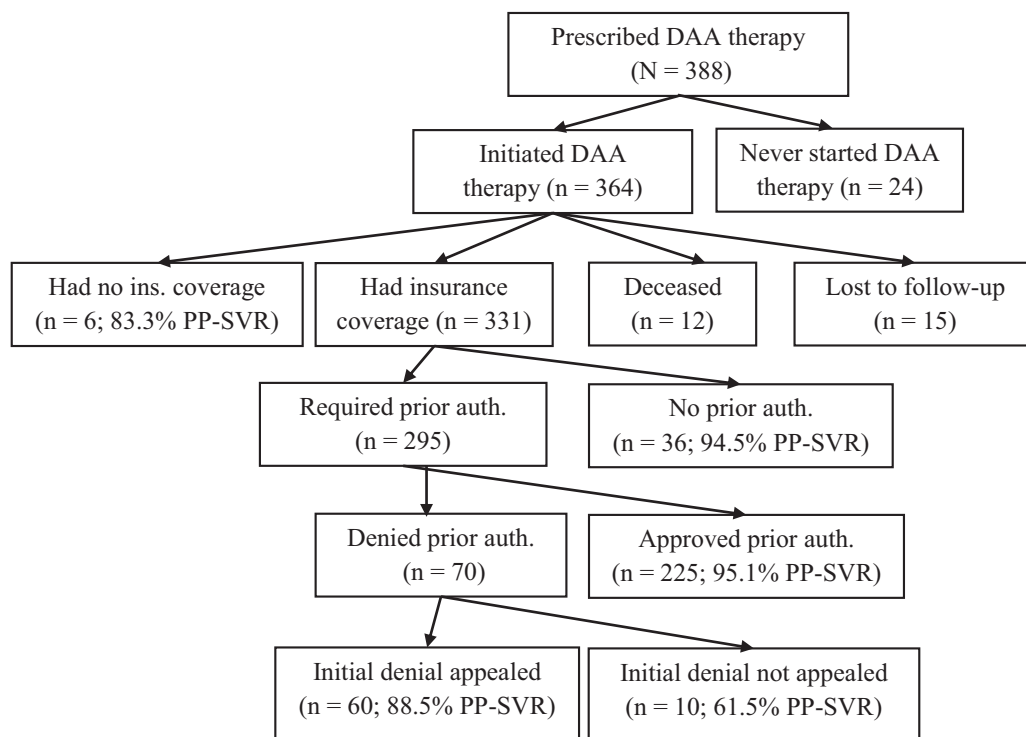 Prescribed DAA therapy
(N = 388)
Initiated DAA
therapy (n = 364)
Never started DAA
therapy (n = 24)
Had no ins. coverage
(n = 6; 83.3% PP-SVR)
Had insurance
coverage (n = 331)
Deceased
(n = 12)
Lost to follow-up
(n = 15)
Required prior auth.
(n = 295)
No prior auth.
(n = 36; 94.5% PP-SVR)
Denied prior auth.
(n = 70)
Approved prior auth.
(n = 225; 95.1% PP-SVR)
Initial denial appealed
(n = 60; 88.5% PP-SVR)
Initial denial not appealed
(n = 10; 61.5% PP-SVR)